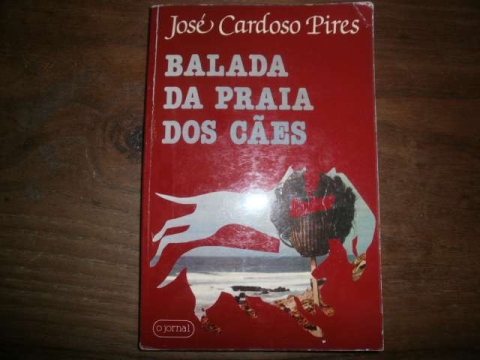 José Cardoso Pires
BALADA
DA PRAIA
DOS CÃES
o jornal